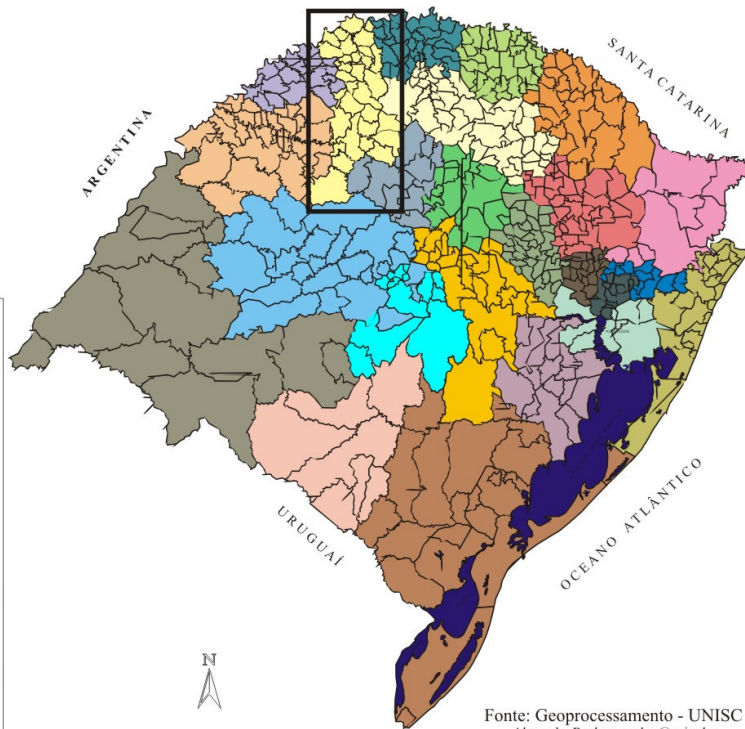 SANTA CATARINA
ARGENTINA
URUGUAÍ
OCEANO ATLÂNTICO
N
Fonte: Geoprocessamento - UNISC